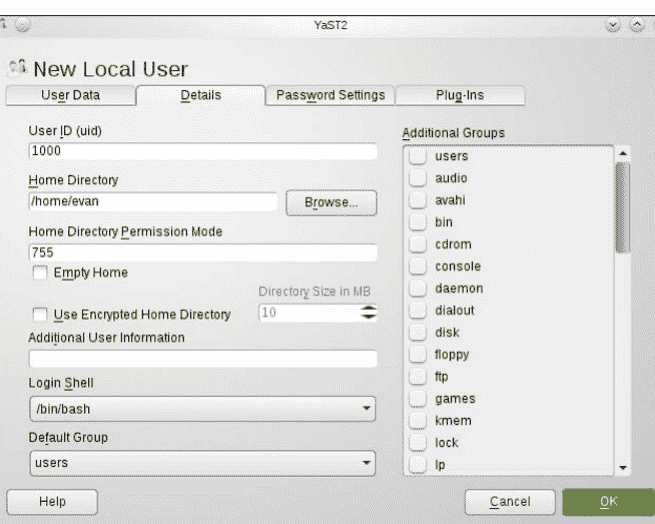 YaST2
New Local User
User Data
Details
Password Settings
Plug-Ins
User ID (uid)
1000
Home Directory
/home/evan
Browse...
Home Directory Permission Mode
755
Empty Home
Directory Size in MB
Use Encrypted Home Directory
10
Additional User Information
Login Shell
/bin/bash
Default Group
users
Additional Groups
users
audio
avahi
bin
cdrom
console
daemon
dialout
disk
floppy
ftp
games
kmem
lock
lp
Help
Cancel
OK